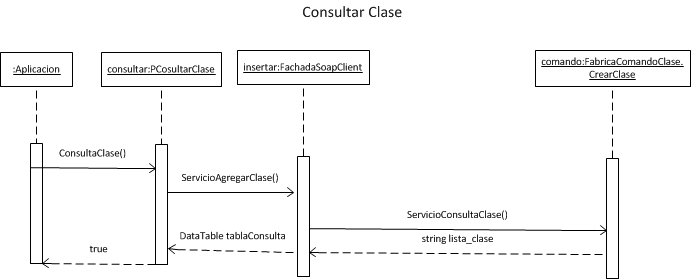 Consultar Clase
:Aplicacion
consultar:PCosultarClase
insertar:FachadaSoapClient
comando:FabricaComandoClase.
CrearClase
ConsultaClase()
ServicioAgregarClase()
ServicioConsultaClase()
string lista_clase
DataTable tablaConsulta
true